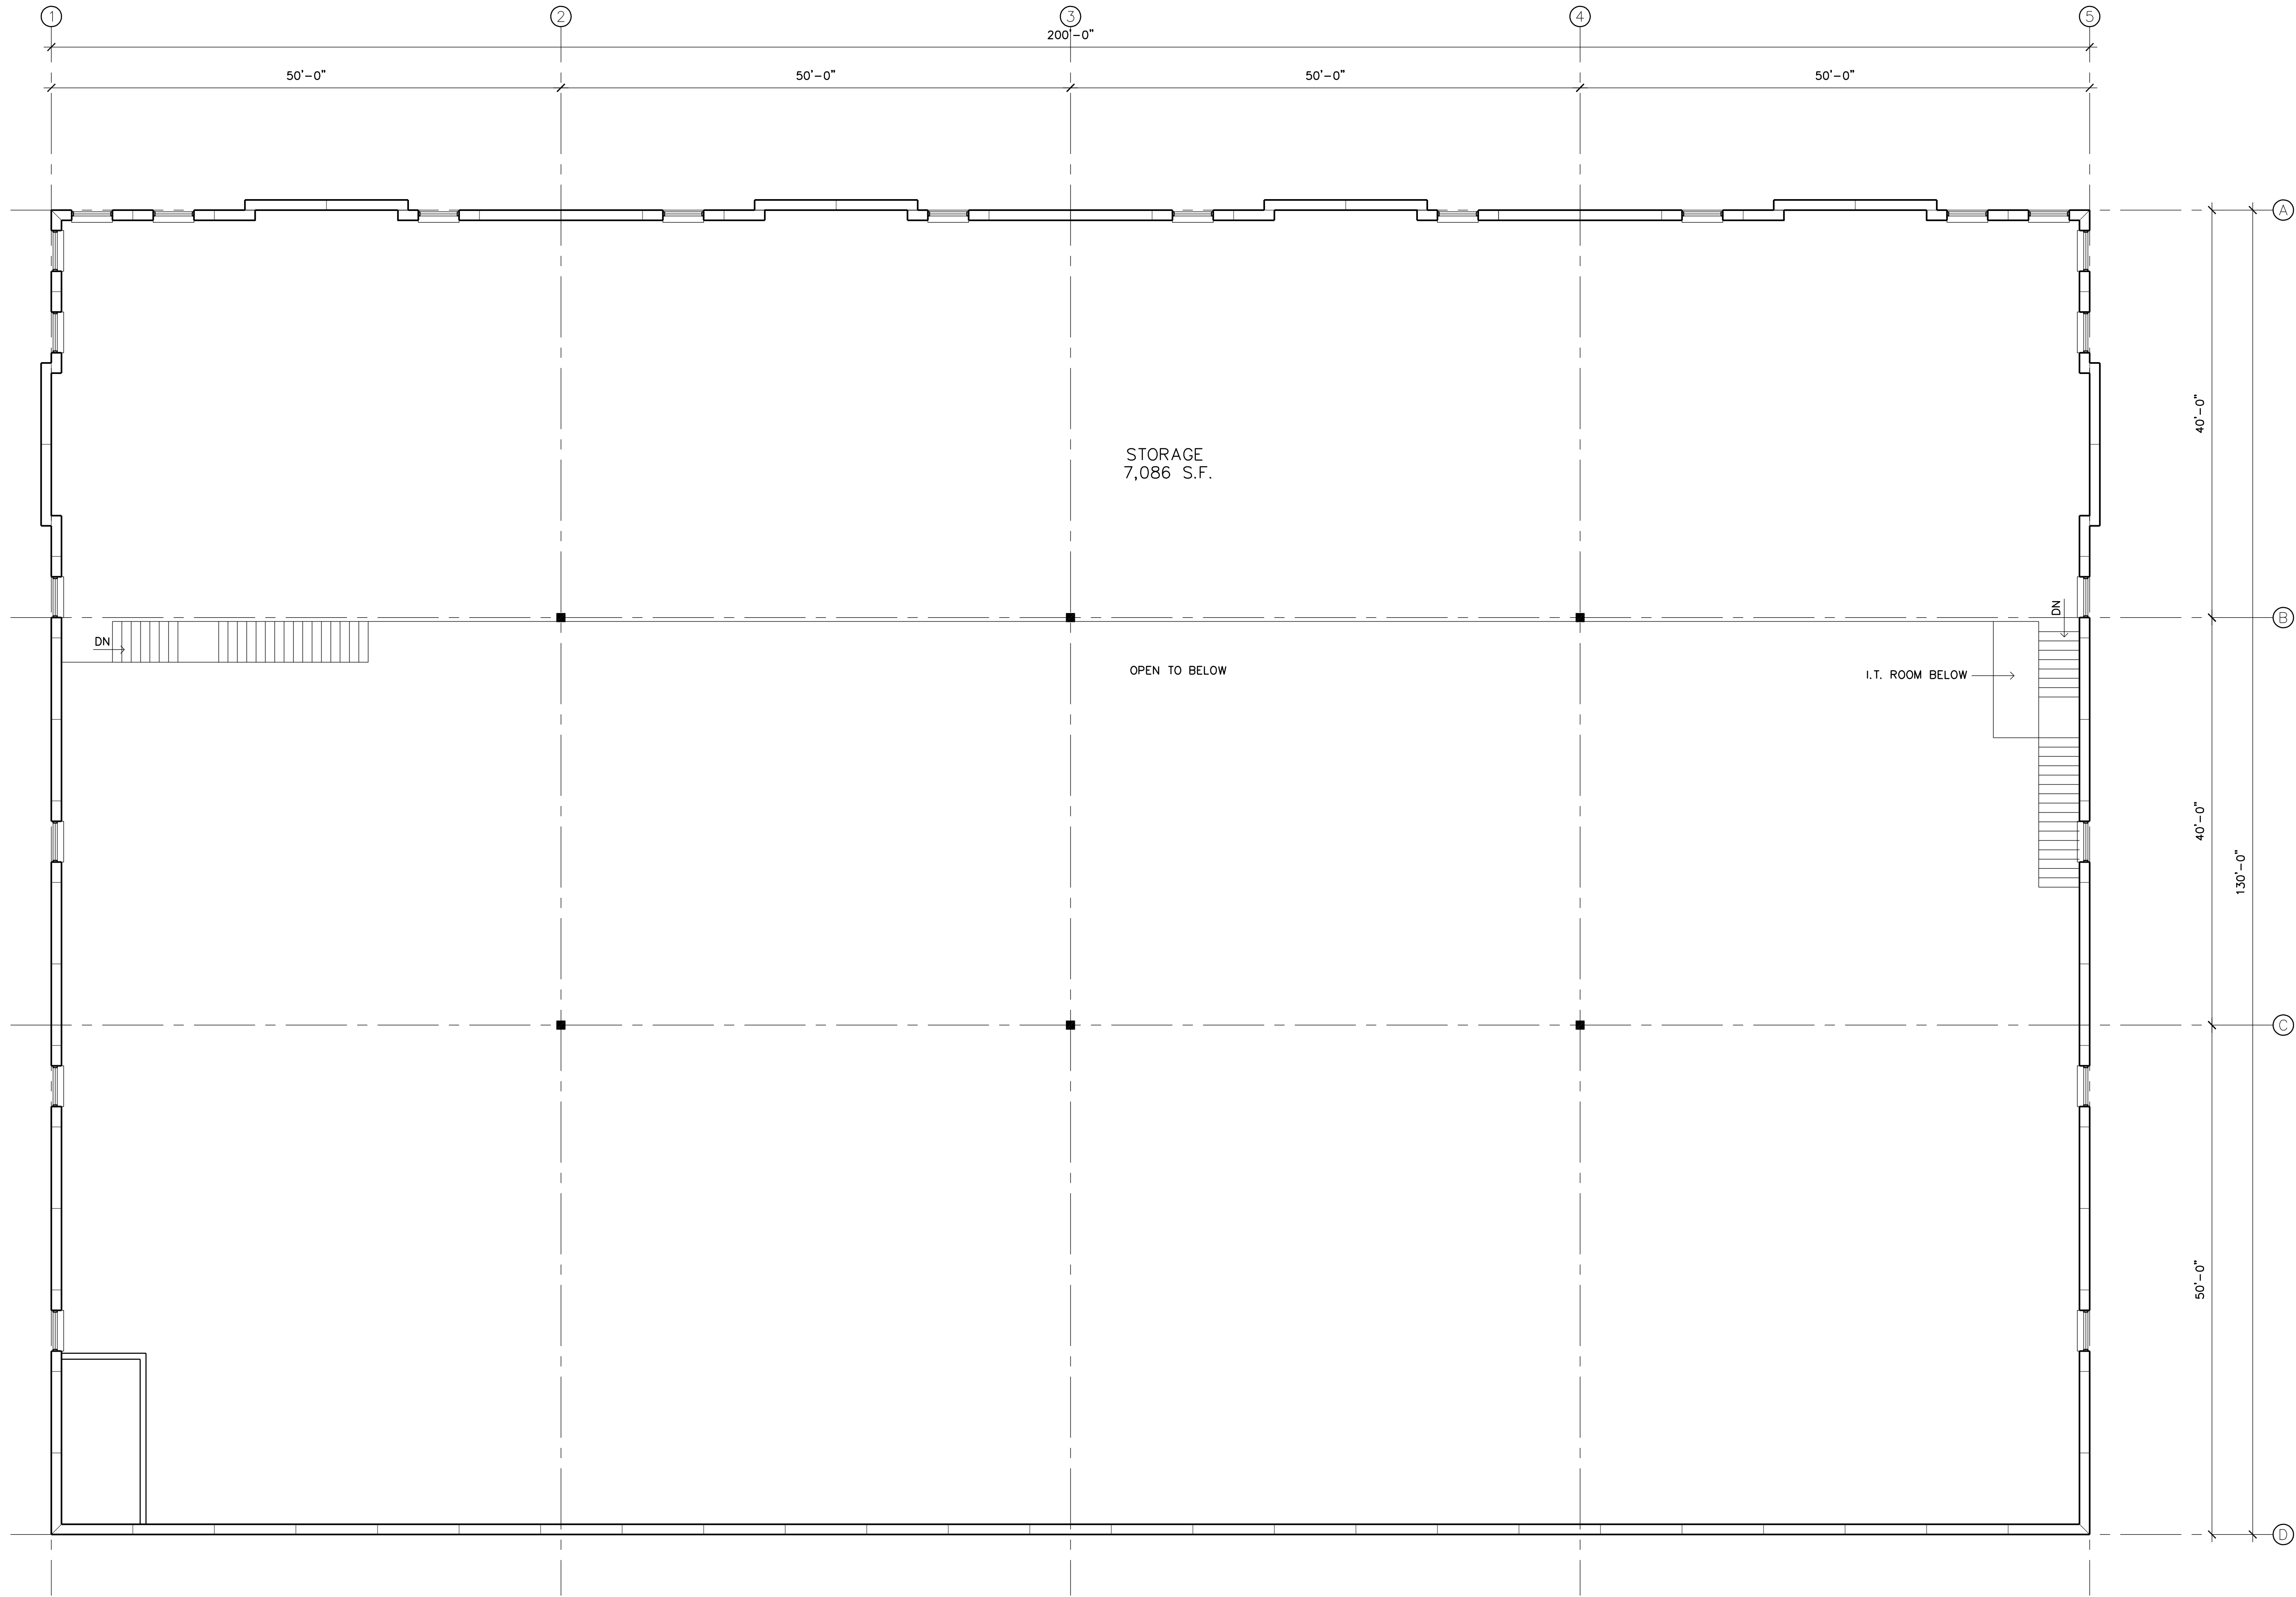 1 2 3 4 5
200'-0"
50'-0" 50'-0" 50'-0" 50'-0"
A
40'-0"
STORAGE
7,086 S.F.
DN
B
DN
OPEN TO BELOW
I.T. ROOM BELOW
40'-0"
130'-0"
C
50'-0"
D